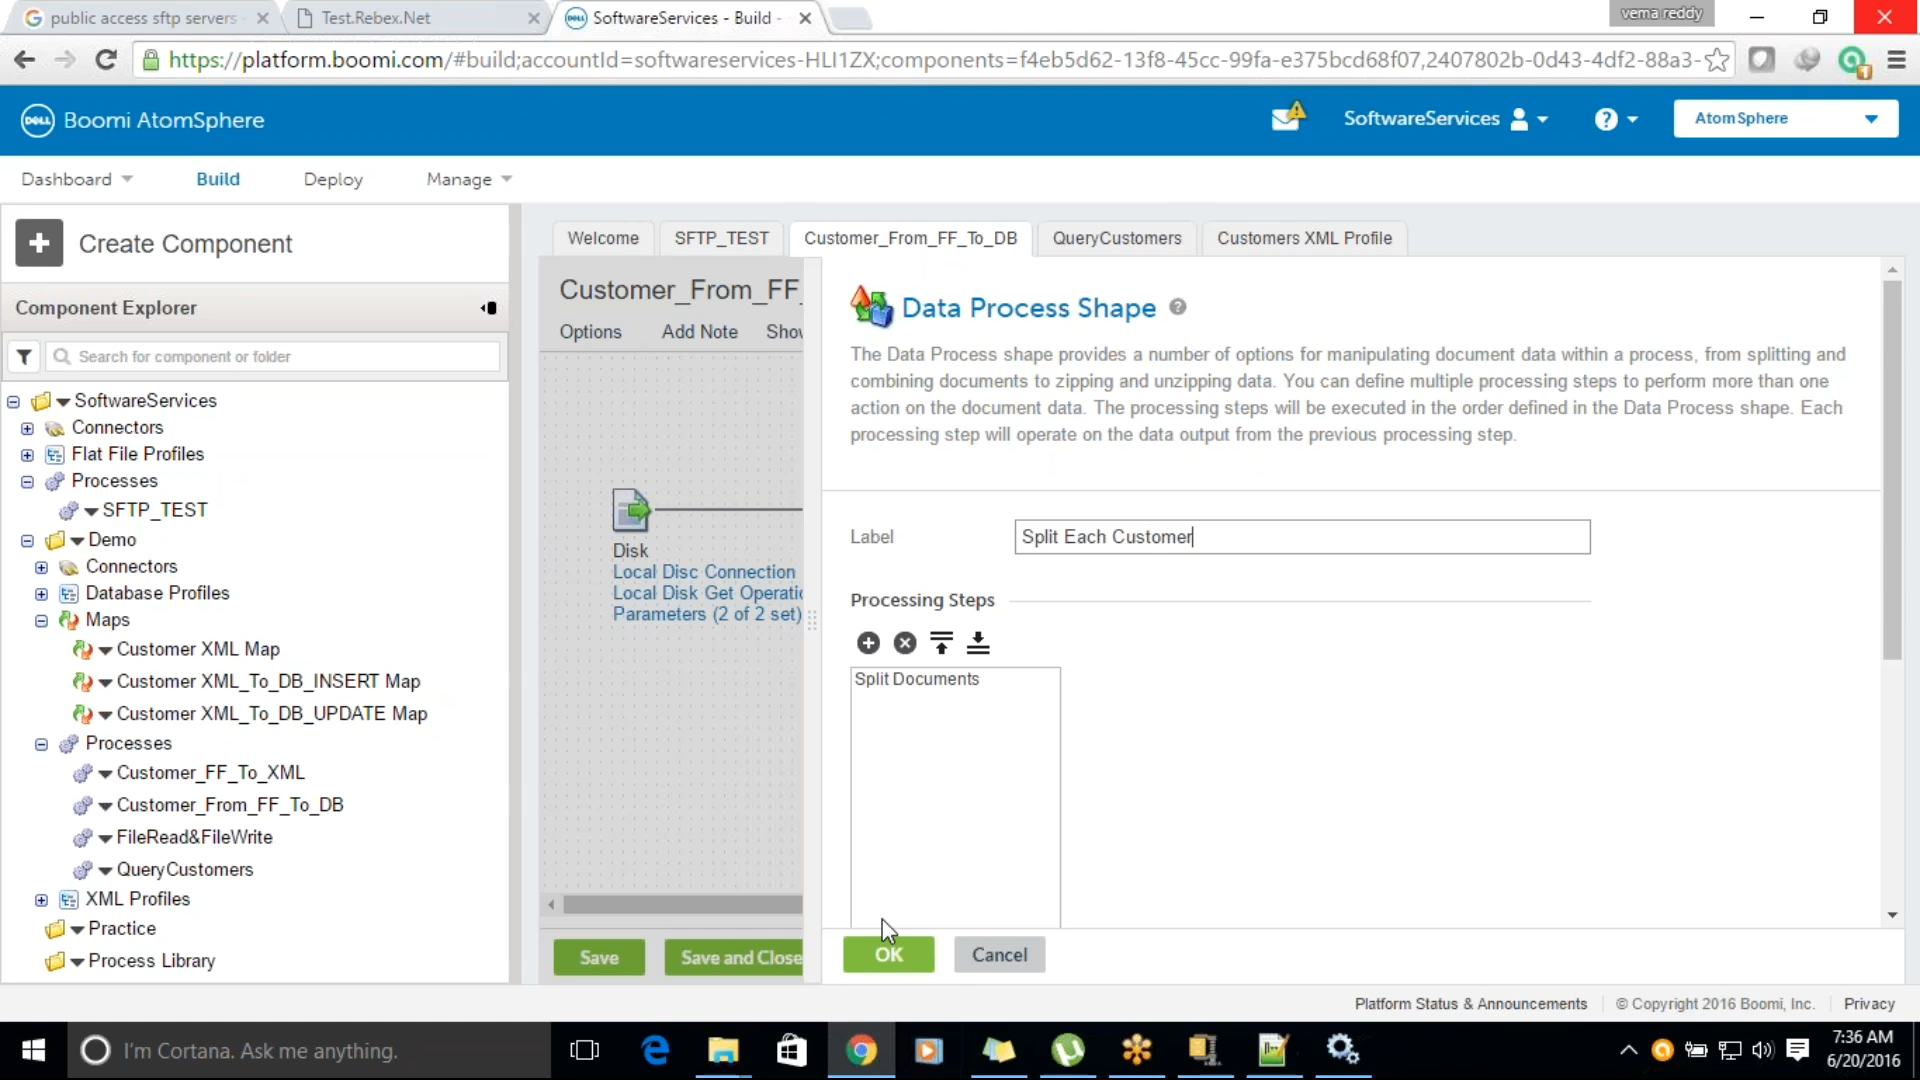 public access sftp servers
Test.Rebex.Net
SoftwareServices - Build -
vema reddy
https://platform.boomi.com/#build;accountId=softwareservices-HLI1ZX;components=f4eb5d62-13f8-45cc-99fa-e375bcd68f07,2407802b-0d43-4df2-88a3-
DELL Boomi AtomSphere
SoftwareServices
AtomSphere
Dashboard
Build
Deploy
Manage
Create Component
Welcome
SFTP_TEST
Customer_From_FF_To_DB
QueryCustomers
Customers XML Profile
Component Explorer
Search for component or folder
SoftwareServices
Connectors
Flat File Profiles
Processes
SFTP_TEST
Demo
Connectors
Database Profiles
Maps
Customer XML Map
Customer XML_To_DB_INSERT Map
Customer XML_To_DB_UPDATE Map
Processes
Customer_FF_To_XML
Customer_From_FF_To_DB
FileRead&FileWrite
QueryCustomers
XML Profiles
Practice
Process Library
Customer_From_FF_
Options
Add Note
Disk
Local Disc Connection
Local Disk Get Operatio
Parameters (2 of 2 set)
Save
Save and Close
Data Process Shape
The Data Process shape provides a number of options for manipulating document data within a process, from splitting and
combining documents to zipping and unzipping data. You can define multiple processing steps to perform more than one
action on the document data. The processing steps will be executed in the order defined in the Data Process shape. Each
processing step will operate on the data output from the previous processing step.
Label
Split Each Customer
Processing Steps
Split Documents
OK
Cancel
Platform Status & Announcements
© Copyright 2016 Boomi, Inc.
Privacy
I'm Cortana. Ask me anything.
7:36 AM
6/20/2016